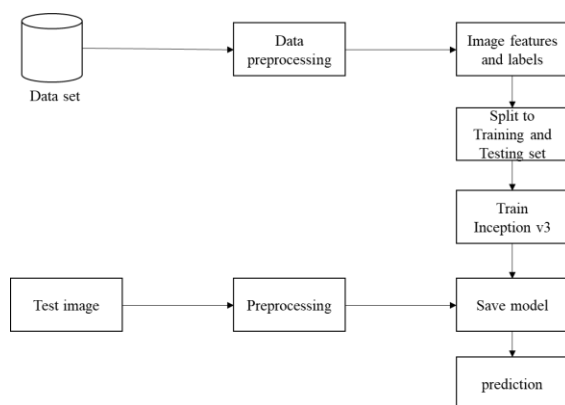 Data set
Data
preprocessing
Image features
and labels
Split to
Training and
Testing set
Train
Inception v3
Test image
Preprocessing
Save model
prediction